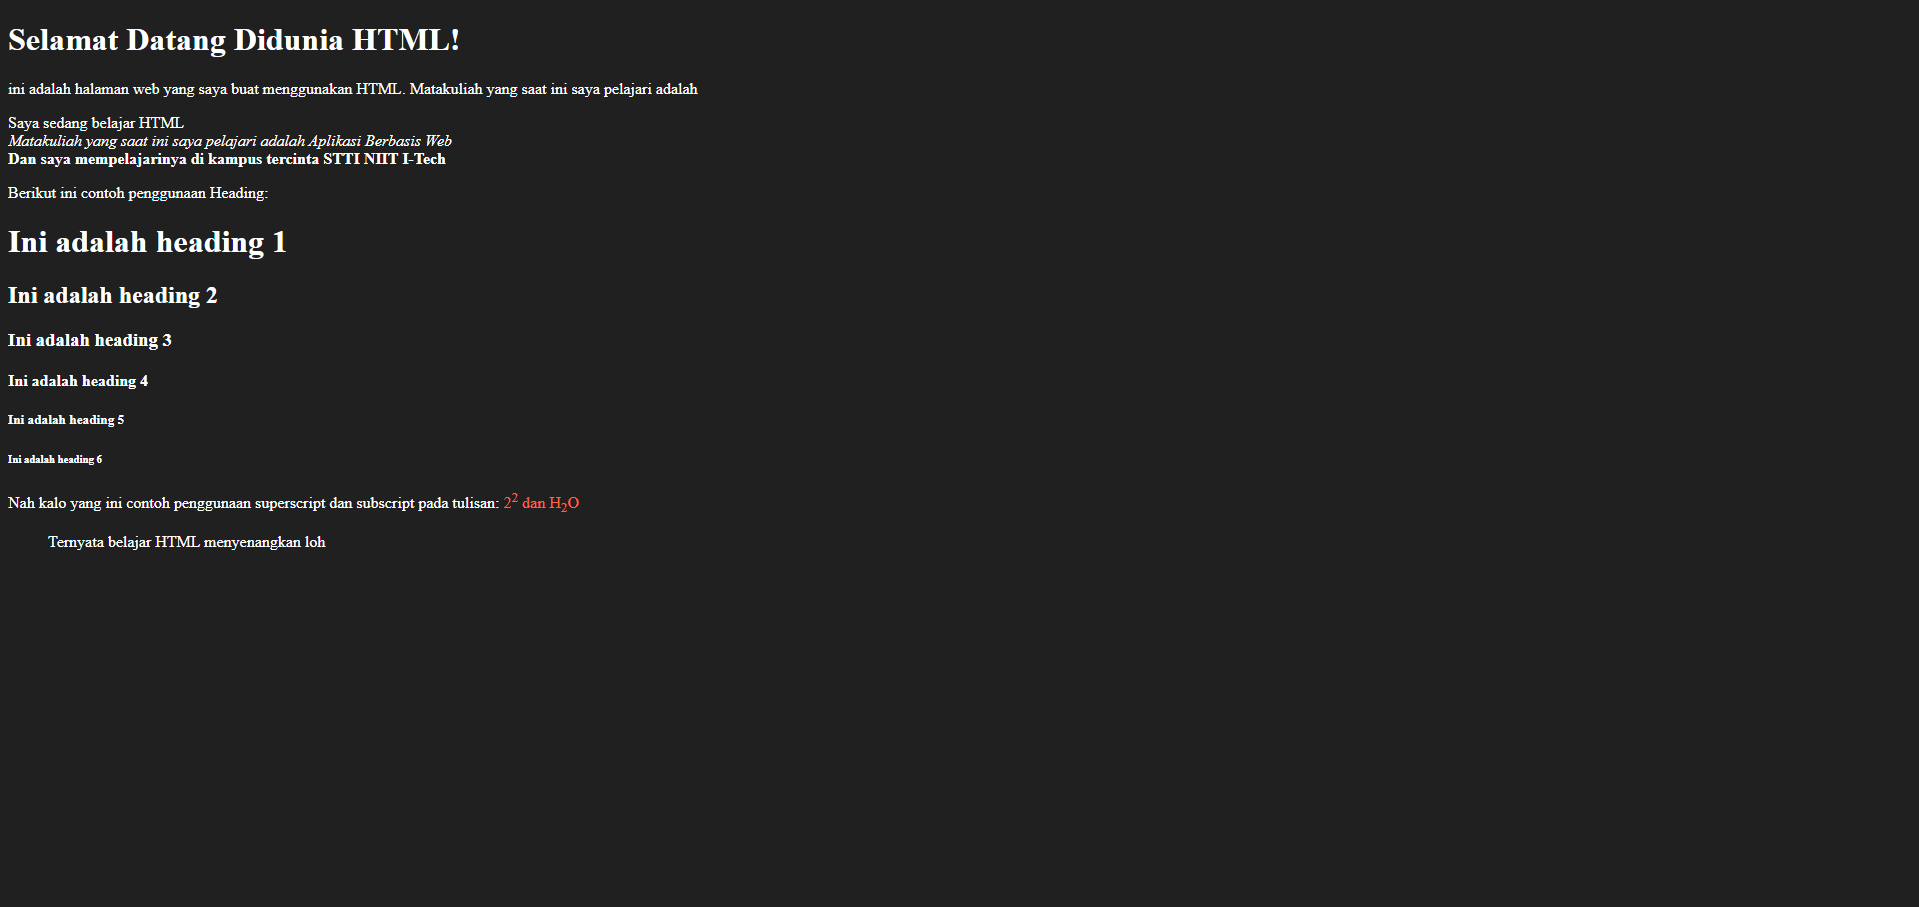 Selamat Datang Didunia HTML!
ini adalah halaman web yang saya buat menggunakan HTML. Matakuliah yang saat ini saya pelajari adalah
Saya sedang belajar HTML
Matakuliah yang saat ini saya pelajari adalah Aplikasi Berbasis Web
Dan saya mempelajarinya di kampus tercinta STTI NIIT I-Tech
Berikut ini contoh penggunaan Heading:
Ini adalah heading 1
Ini adalah heading 2
Ini adalah heading 3
Ini adalah heading 4
Ini adalah heading 5
Ini adalah heading 6
Nah kalo yang ini contoh penggunaan superscript dan subscript pada tulisan: 2² dan H₂O
Ternyata belajar HTML menyenangkan loh